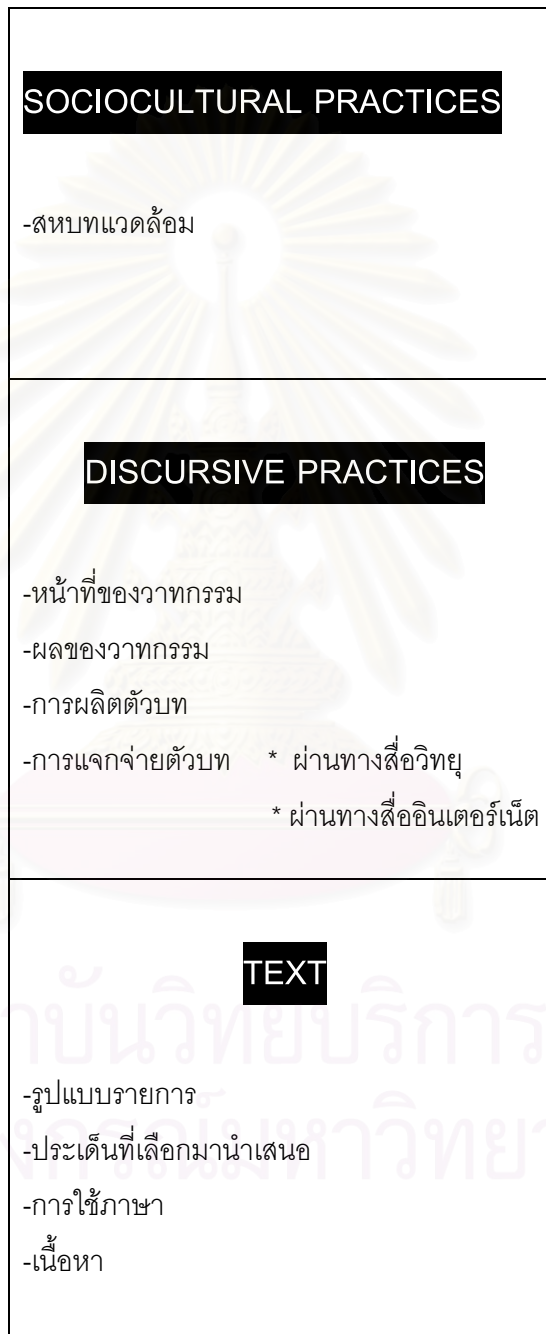 SOCIOCULTURAL PRACTICES
-สหบทแวดล้อม
DISCURSIVE PRACTICES
-หน้าที่ของวาทกรรม
-ผลของวาทกรรม
-การผลิตตัวบท
-การแจกจ่ายตัวบท * ผ่านทางสื่อวิทยุ
* ผ่านทางสื่ออินเตอร์เน็ต
TEXT
-รูปแบบรายการ
-ประเด็นที่เลือกมานำเสนอ
-การใช้ภาษา
-เนื้อหา